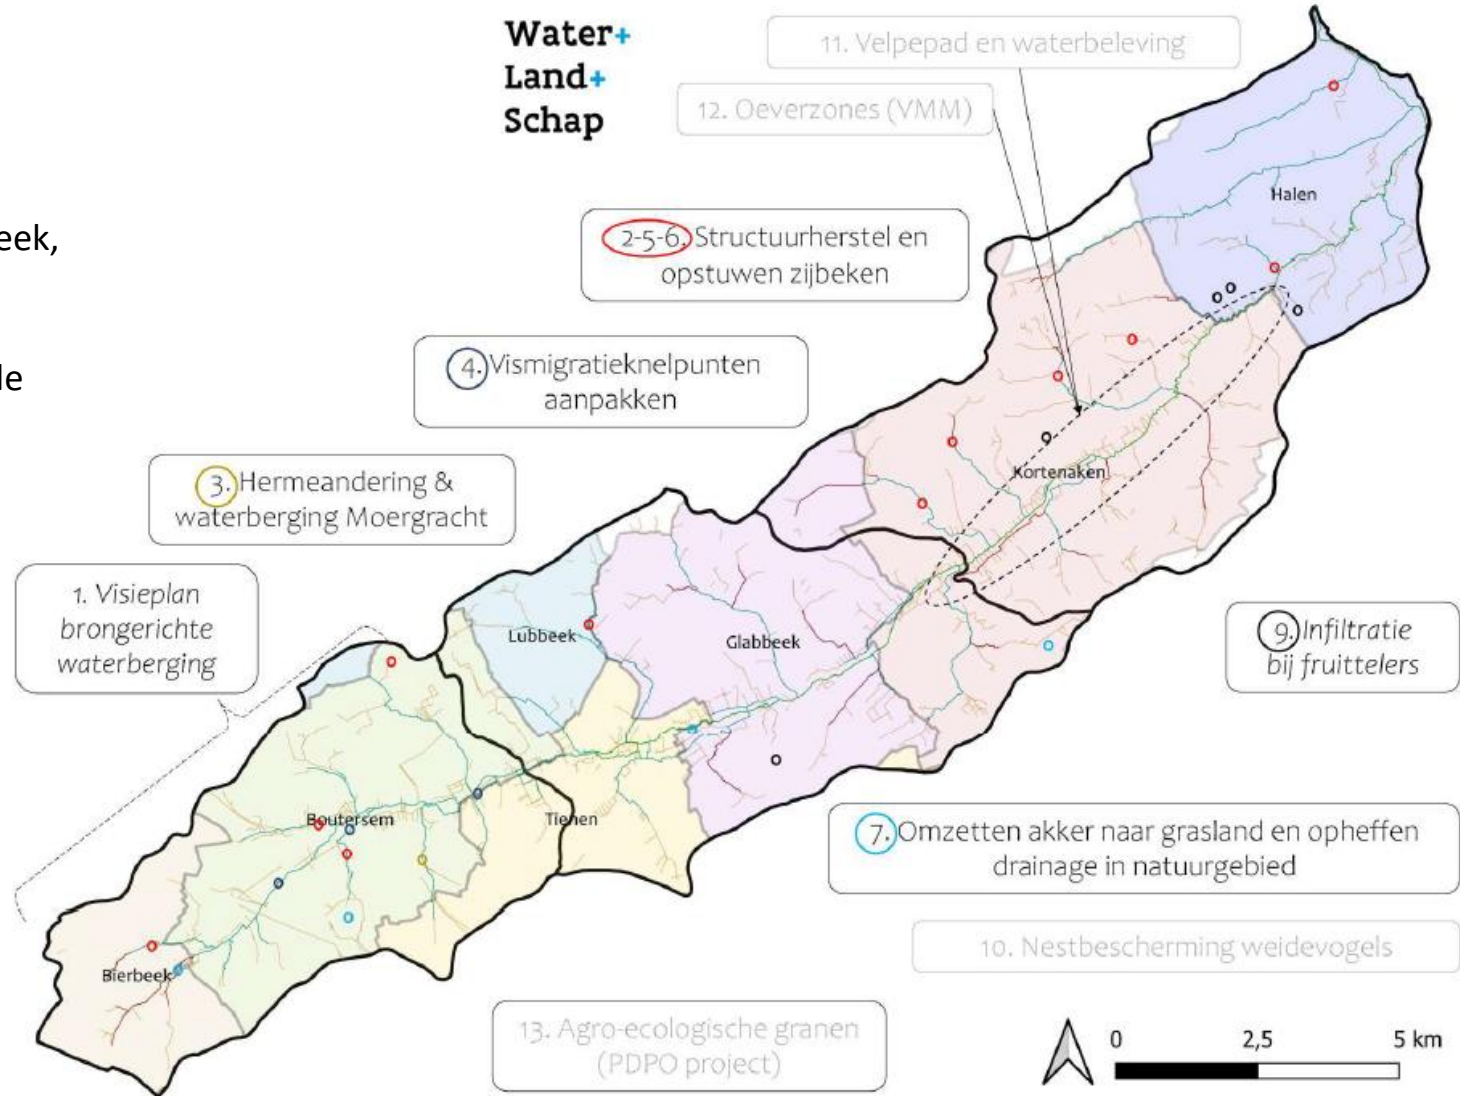 Water+
Land+
Schap
11. Velpepad en waterbeleving
12. Oeverzones (VMM)
Halen
eek,
2-5-6. Structuurherstel en
opstuwen zijbeken
4. Vismigratieknelpunten
aanpakken
le
3. Hermeandering &
waterberging Moergracht
Kortenaken
1. Visieplan
brongerichte
waterberging
Lubbeek
Glabbeek
9. Infiltratie
bij fruittelers
Boutersem
Tienen
7. Omzetten akker naar grasland en opheffen
drainage in natuurgebied
10. Nestbescherming weidevogels
Bierbeek
13. Agro-ecologische granen
(PDPO project)
0 2,5 5 km